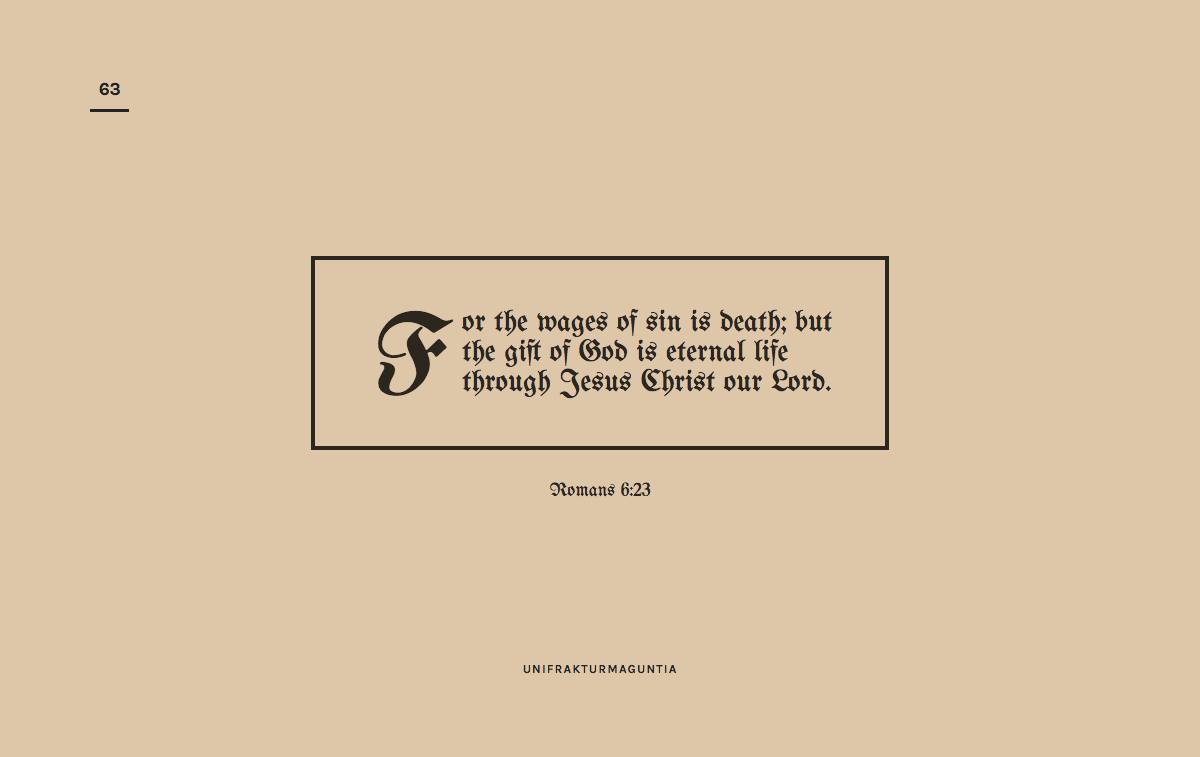 63
For the wages of sin is death; but
the gift of God is eternal life
through Jesus Christ our Lord.
Romans 6:23
UNIFRAKTURMAGUNTIA